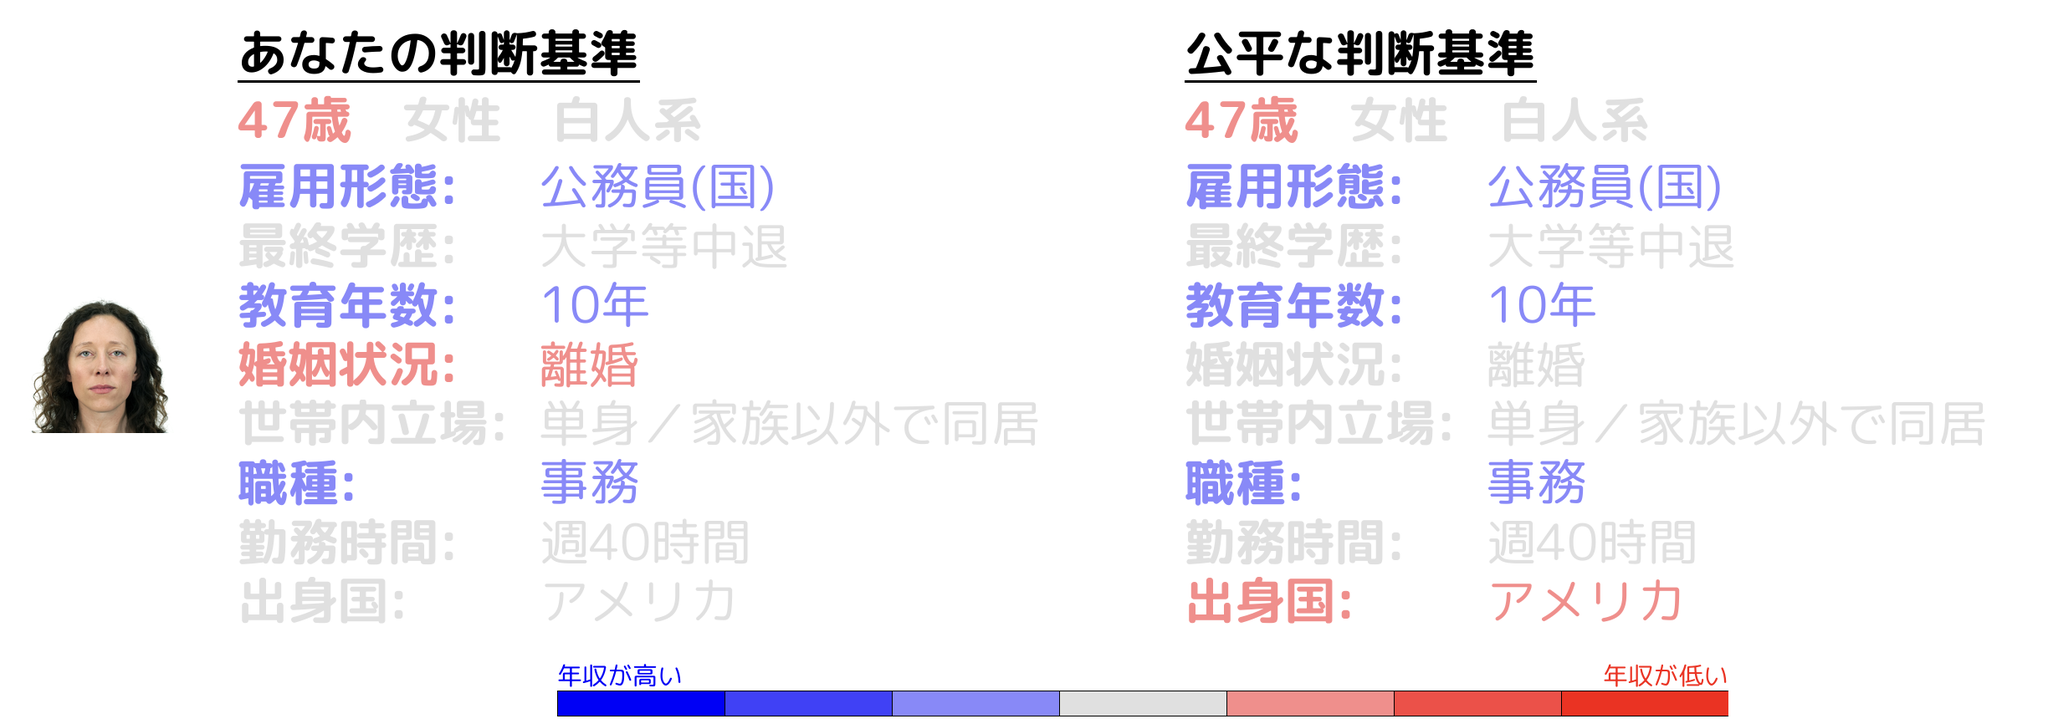 あなたの判断基準
47歳 女性 白人系
雇用形態: 公務員(国)
最終学歴: 大学等中退
教育年数: 10年
婚姻状況: 離婚
世帯内立場: 単身／家族以外で同居
職種: 事務
勤務時間: 週40時間
出身国: アメリカ
公平な判断基準
47歳 女性 白人系
雇用形態: 公務員(国)
最終学歴: 大学等中退
教育年数: 10年
婚姻状況: 離婚
世帯内立場: 単身／家族以外で同居
職種: 事務
勤務時間: 週40時間
出身国: アメリカ
年収が高い
年収が低い